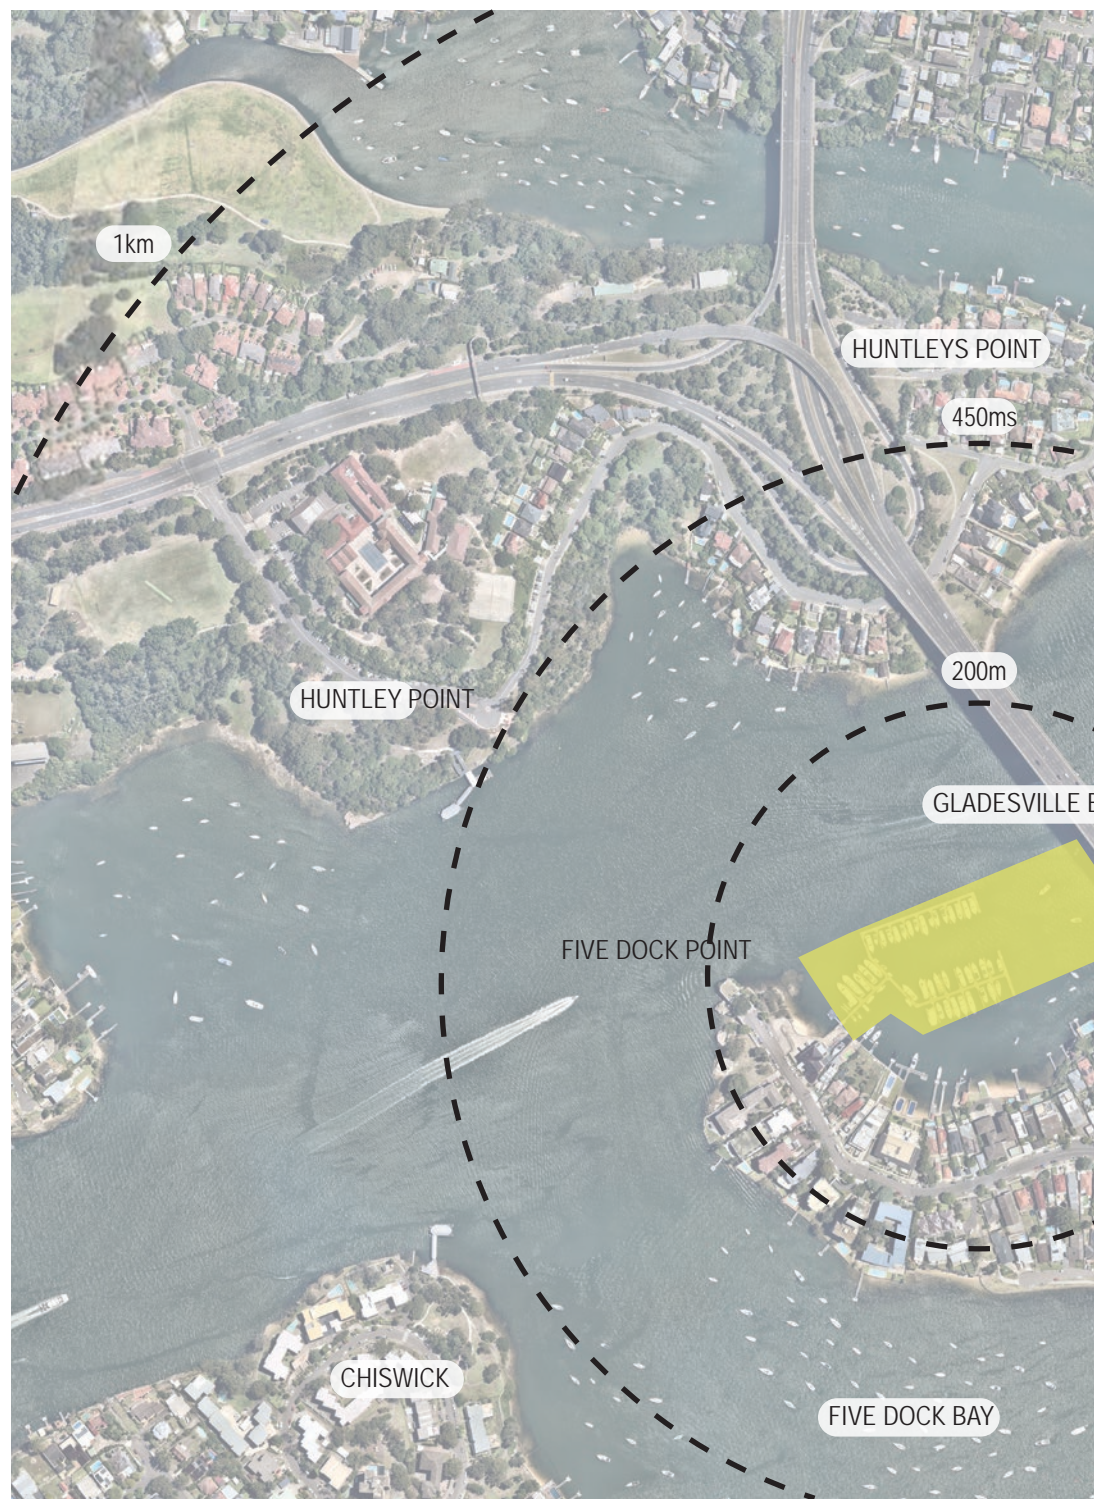 1km
HUNTLEYS POINT
450ms
200m
HUNTLEY POINT
GLADESVILLE
FIVE DOCK POINT
CHISWICK
FIVE DOCK BAY